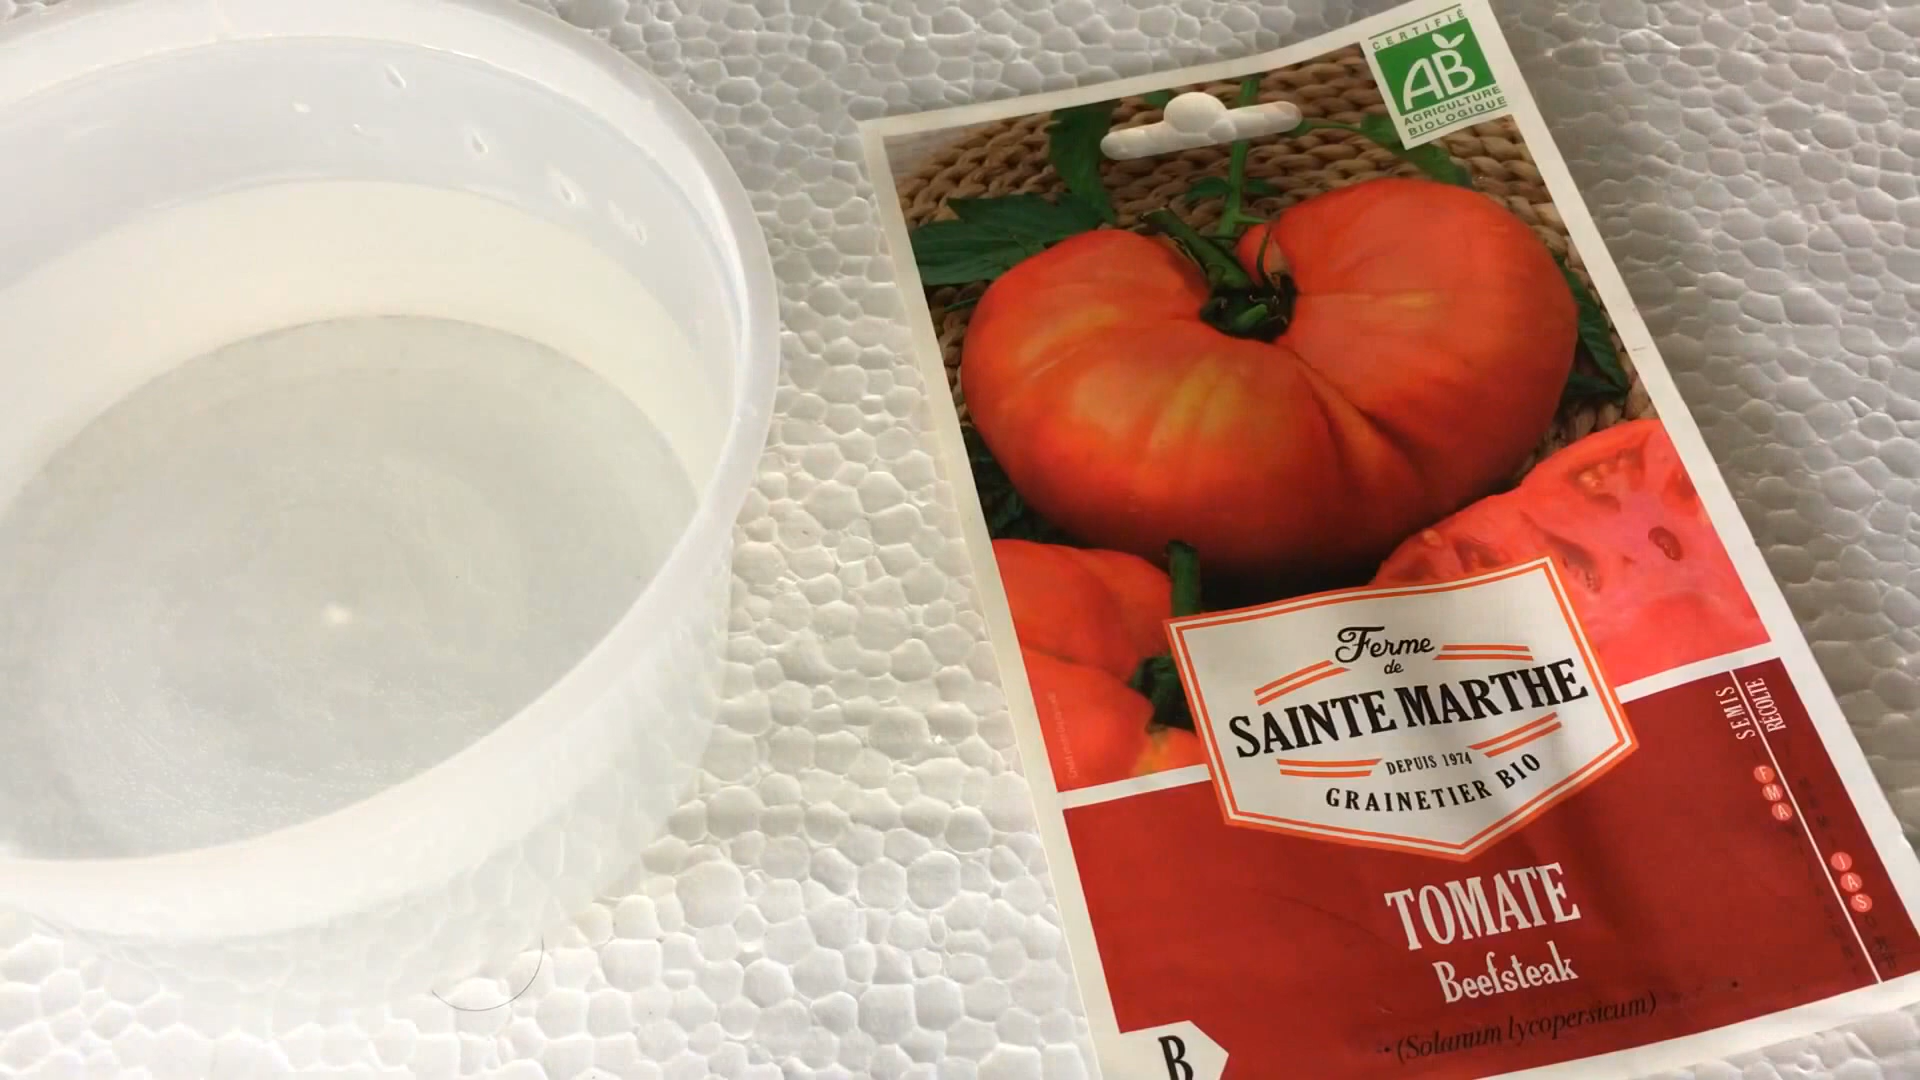 CERTIFIÉ
AB
AGRICULTURE
BIOLOGIQUE
Ferme
de
SAINTE MARTHE
DEPUIS 1974
GRAINETIER BIO
SEMIS
RÉCOLTE
F
M
A
J
A
S
TOMATE
Beefsteak
(Solanum lycopersicum)
B